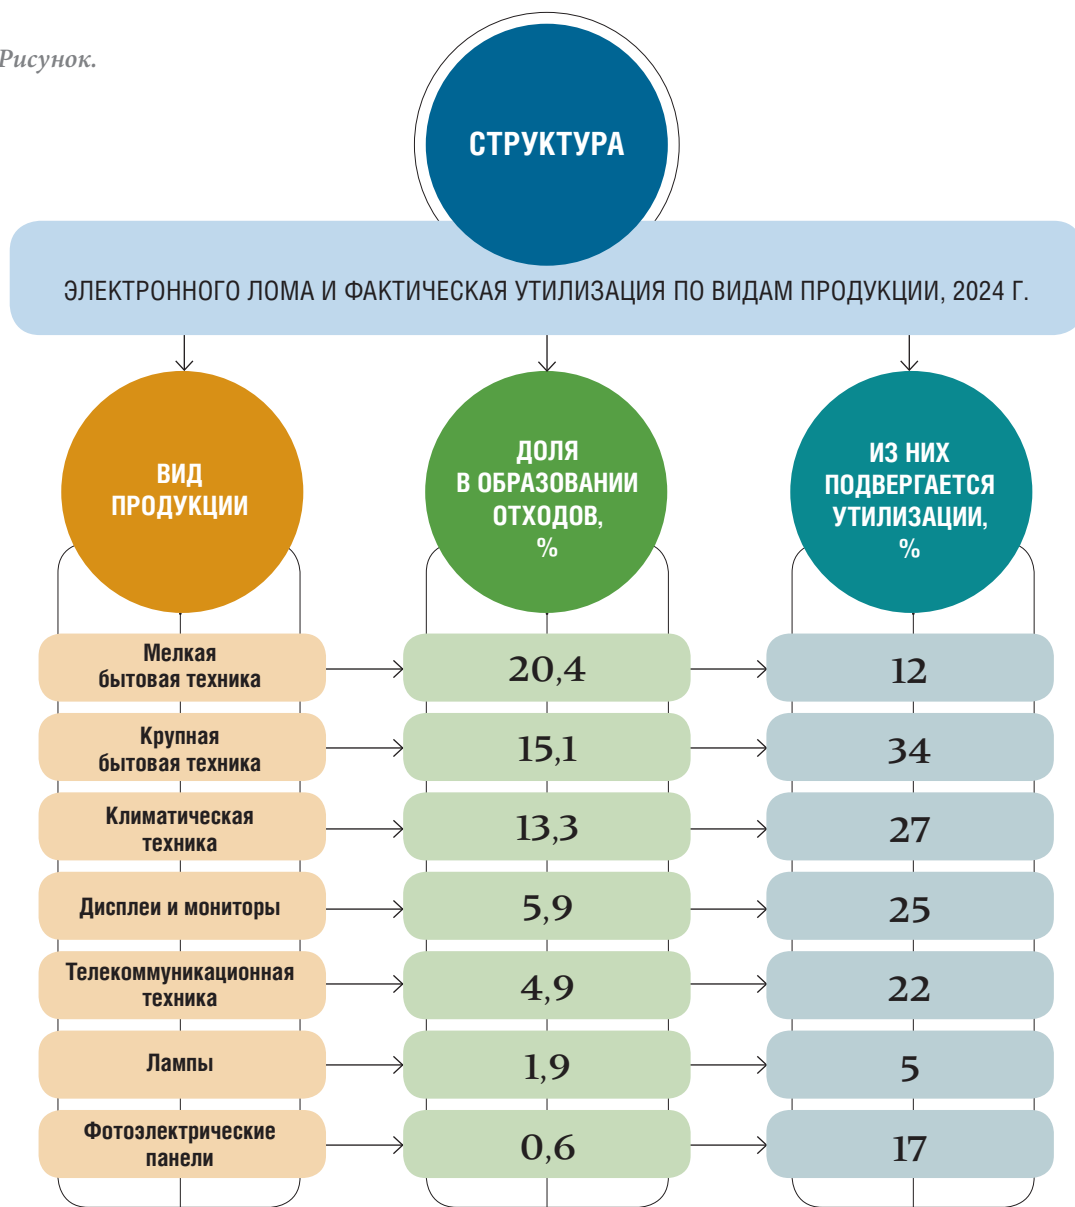 Рисунок.
СТРУКТУРА
ЭЛЕКТРОННОГО ЛОМА И ФАКТИЧЕСКАЯ УТИЛИЗАЦИЯ ПО ВИДАМ ПРОДУКЦИИ, 2024 Г.
ВИД
ПРОДУКЦИИ
ДОЛЯ
В ОБРАЗОВАНИИ
ОТХОДОВ,
%
ИЗ НИХ
ПОДВЕРГАЕТСЯ
УТИЛИЗАЦИИ,
%
Мелкая
бытовая техника
20,4
12
Крупная
бытовая техника
15,1
34
Климатическая
техника
13,3
27
Дисплеи и мониторы
5,9
25
Телекоммуникационная
техника
4,9
22
Лампы
1,9
5
Фотоэлектрические
панели
0,6
17